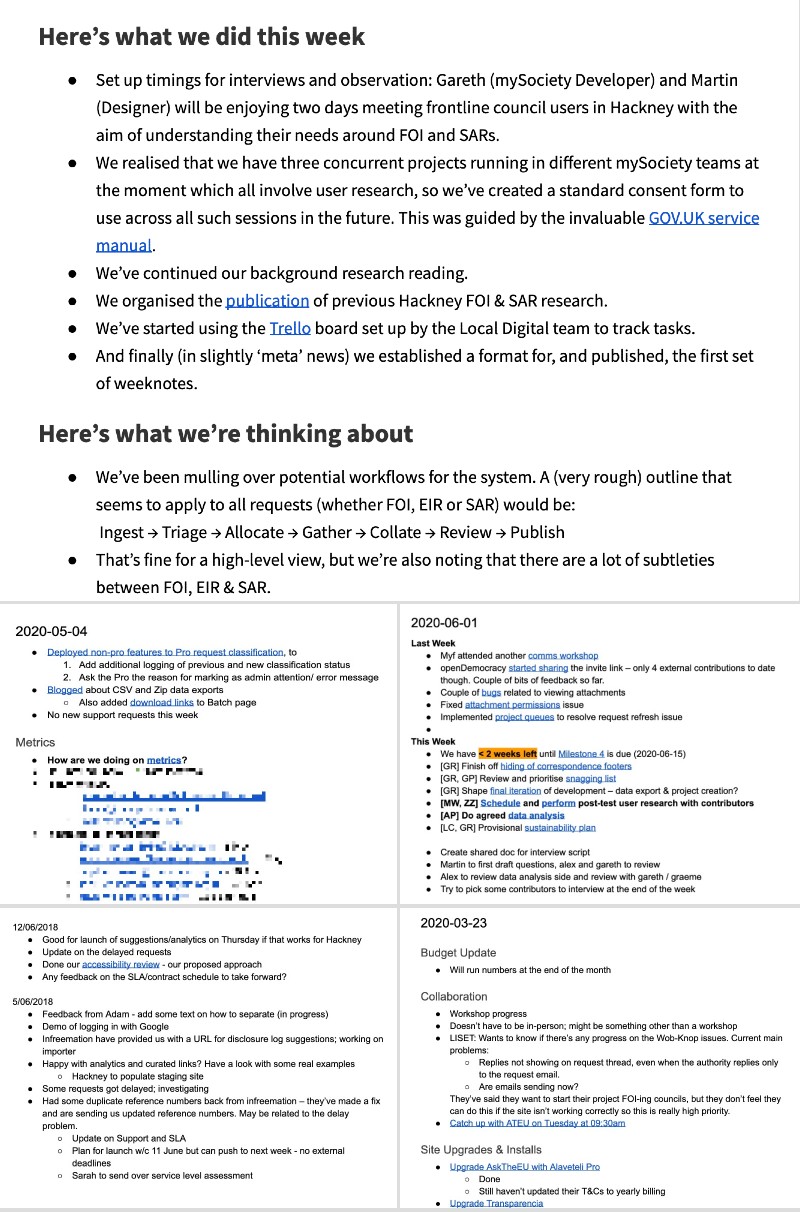 Here’s what we did this week
● Set up timings for interviews and observation: Gareth (mySociety Developer) and Martin
(Designer) will be enjoying two days meeting frontline council users in Hackney with the
aim of understanding their needs around FOI and SARs.
● We realised that we have three concurrent projects running in different mySociety teams at
the moment which all involve user research, so we’ve created a standard consent form to
use across all such sessions in the future. This was guided by the invaluable GOV.UK service
manual.
● We’ve continued our background research reading.
● We organised the publication of previous Hackney FOI & SAR research.
● We’ve started using the Trello board set up by the Local Digital team to track tasks.
● And finally (in slightly ‘meta’ news) we established a format for, and published, the first set
of weeknotes.
Here’s what we’re thinking about
● We’ve been mulling over potential workflows for the system. A (very rough) outline that
seems to apply to all requests (whether FOI, EIR or SAR) would be:
Ingest → Triage → Allocate → Gather → Collate → Review → Publish
● That’s fine for a high-level view, but we’re also noting that there are a lot of subtleties
between FOI, EIR & SAR.
2020-05-04
● Deployed non-pro features to Pro request classification, to
1. Add additional logging of previous and new classification status
2. Ask the Pro the reason for marking as admin attention/ error message
● Blogged about CSV and Zip data exports
○ Also added download links to Batch page
● No new support requests this week
Metrics
● How are we doing on metrics?
2020-06-01
Last Week
● Myf attended another comms workshop
● openDemocracy started sharing the invite link – only 4 external contributions to date
though. Couple of bits of feedback so far.
● Couple of bugs related to viewing attachments
● Fixed attachment permissions issue
● Implemented project queues to resolve request refresh issue
●
This Week
● We have < 2 weeks left until Milestone 4 is due (2020-06-15)
● [GR] Finish off hiding of correspondence footers
● [GR, GP] Review and prioritise snagging list
● [GR] Shape final iteration of development – data export & project creation?
● [MW, ZZ] Schedule and perform post-test user research with contributors
● [AP] Do agreed data analysis
● [LC, GR] Provisional sustainability plan
● Create shared doc for interview script
● Martin to first draft questions, alex and gareth to review
● Alex to review data analysis side and review with gareth / graeme
● Try to pick some contributors to interview at the end of the week
12/06/2018
● Good for launch of suggestions/analytics on Thursday if that works for Hackney
● Update on the delayed requests
● Done our accessibility review - our proposed approach
● Any feedback on the SLA/contract schedule to take forward?
5/06/2018
● Feedback from Adam - add some text on how to separate (in progress)
● Demo of logging in with Google
● Infreemation have provided us with a URL for disclosure log suggestions; working on
importer
● Happy with analytics and curated links? Have a look with some real examples
○ Hackney to populate staging site
● Some requests got delayed; investigating
● Had some duplicate reference numbers back from infreemation – they’ve made a fix
and are sending us updated reference numbers. May be related to the delay
problem.
○ Update on Support and SLA
○ Plan for launch w/c 11 June but can push to next week - no external
deadlines
○ Sarah to send over service level assessment
2020-03-23
Budget Update
● Will run numbers at the end of the month
Collaboration
● Workshop progress
● Doesn’t have to be in-person; might be something other than a workshop
● LISET: Wants to know if there’s any progress on the Wob-Knop issues. Current main
problems:
○ Replies not showing on request thread, even when the authority replies only
to the request email.
○ Are emails sending now?
They’ve said they want to start their project FOI-ing councils, but they don’t feel they
can do this if the site isn’t working correctly so this is really high priority.
● Catch up with ATEU on Tuesday at 09:30am
Site Upgrades & Installs
● Upgrade AskTheEU with Alaveteli Pro
○ Done
○ Still haven’t updated their T&Cs to yearly billing
● Upgrade Transparencia